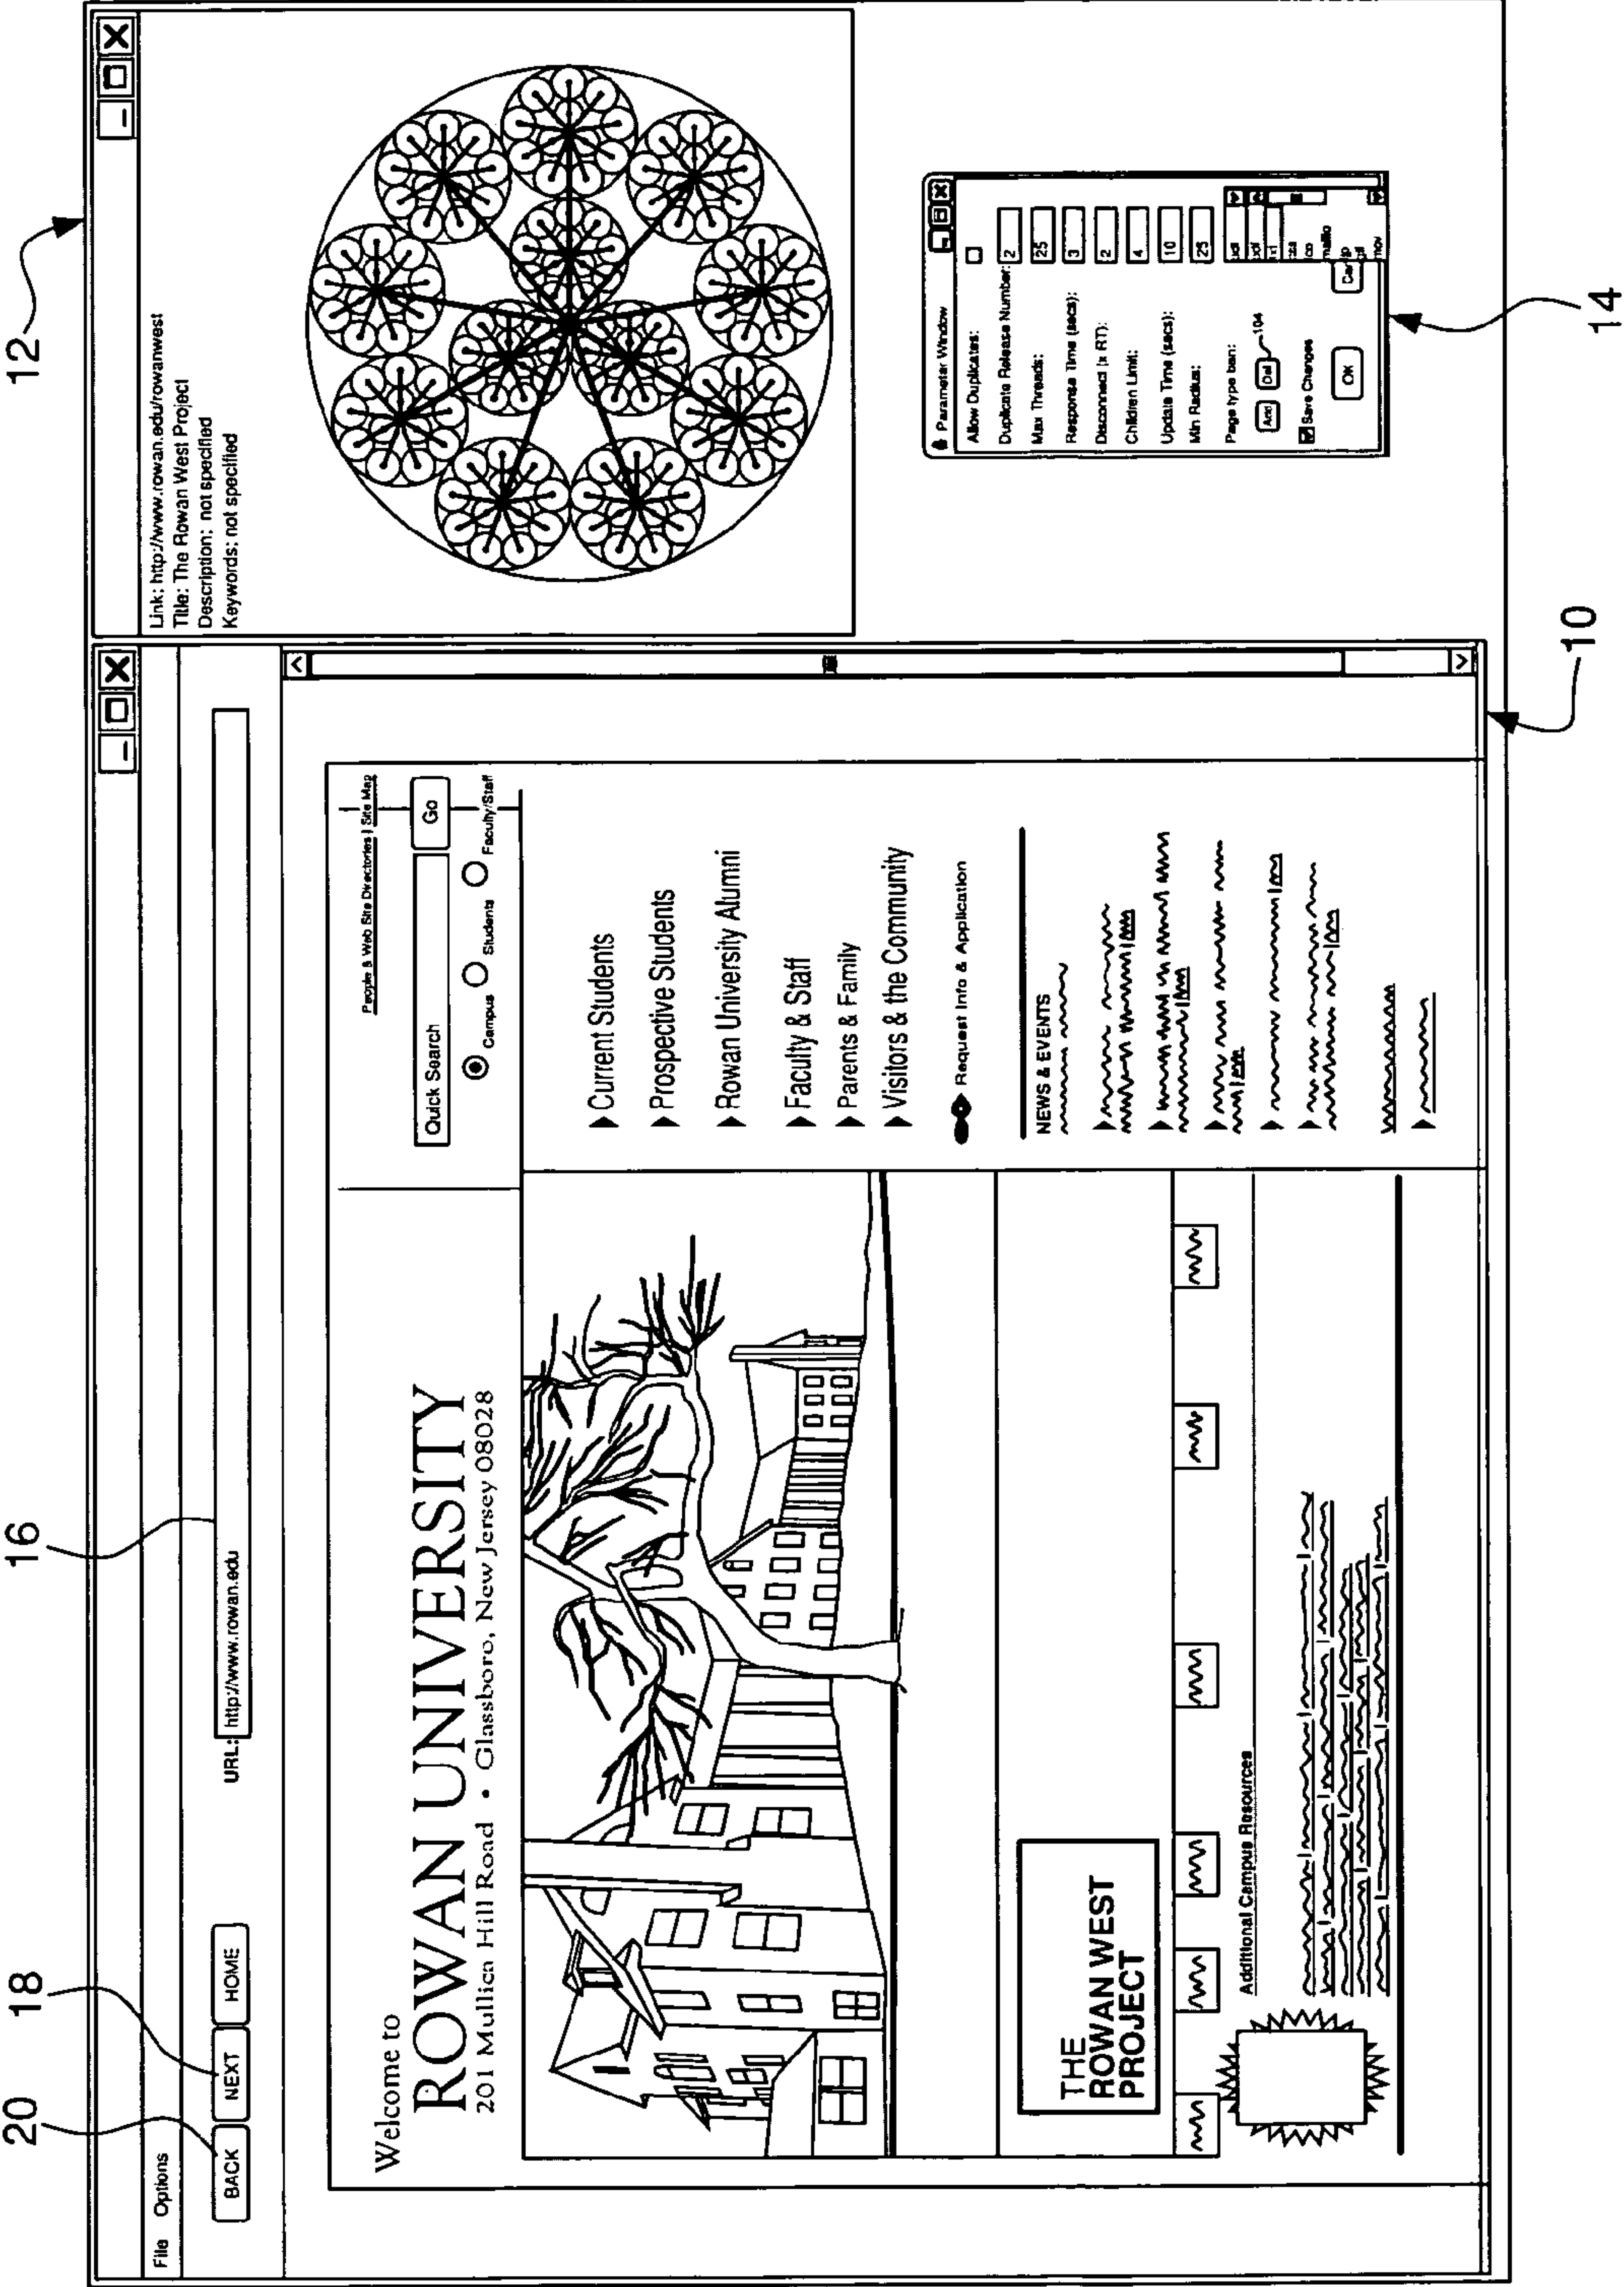 20
18
16
12
File Options
BACK NEXT HOME URL: http://www.rowan.edu
Welcome to
ROWAN UNIVERSITY
201 Mullica Hill Road • Glassboro, New Jersey 08028
People & Web Site Directories | Site Map
Quick Search Go
Campus Students Faculty/Staff
Current Students
Prospective Students
Rowan University Alumni
Faculty & Staff
Parents & Family
Visitors & the Community
Request Info & Application
NEWS & EVENTS
THE
ROWAN WEST
PROJECT
Additional Campus Resources
10
Link: http://www.rowan.edu/rowanwest
Title: The Rowan West Project
Description: not specified
Keywords: not specified
Parameter Window
Allow Duplicates:
Duplicate Release Number: 2
Max Threads: 25
Response Time (secs): 3
Disconnect (x RT): 2
Children Limit: 4
Update Time (secs): 10
Min Radius: 25
Page type ban:
Add Del 104
Save Changes
OK
14